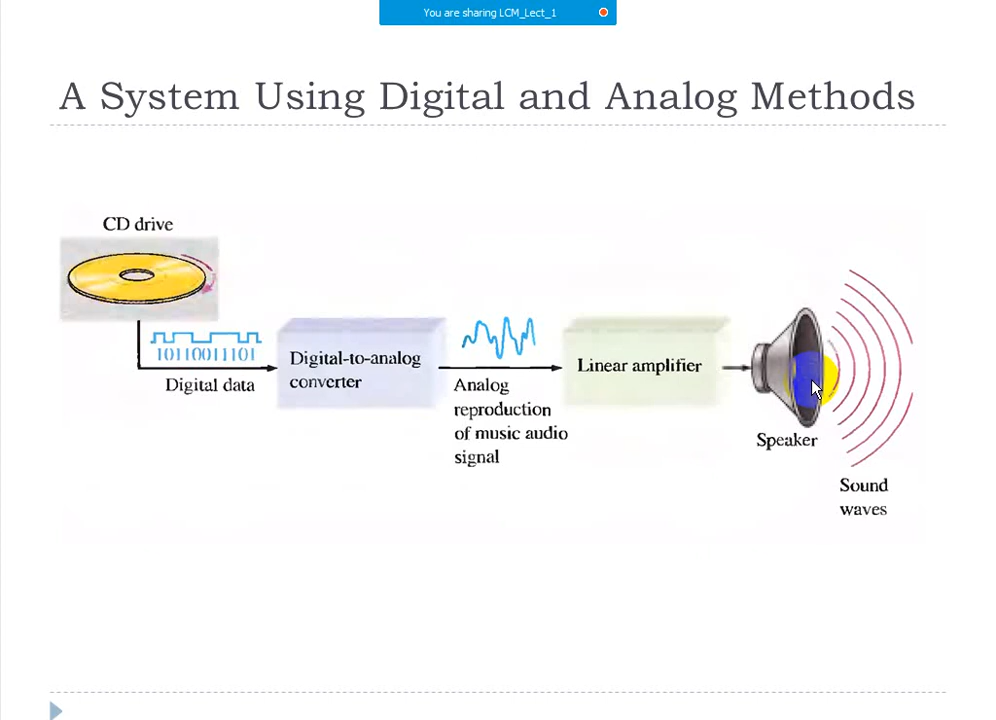 You are sharing LCM_Lect_1
A System Using Digital and Analog Methods
CD drive
10110011101
Digital data
Digital-to-analog
converter
Analog
reproduction
of music audio
signal
Linear amplifier
Speaker
Sound
waves